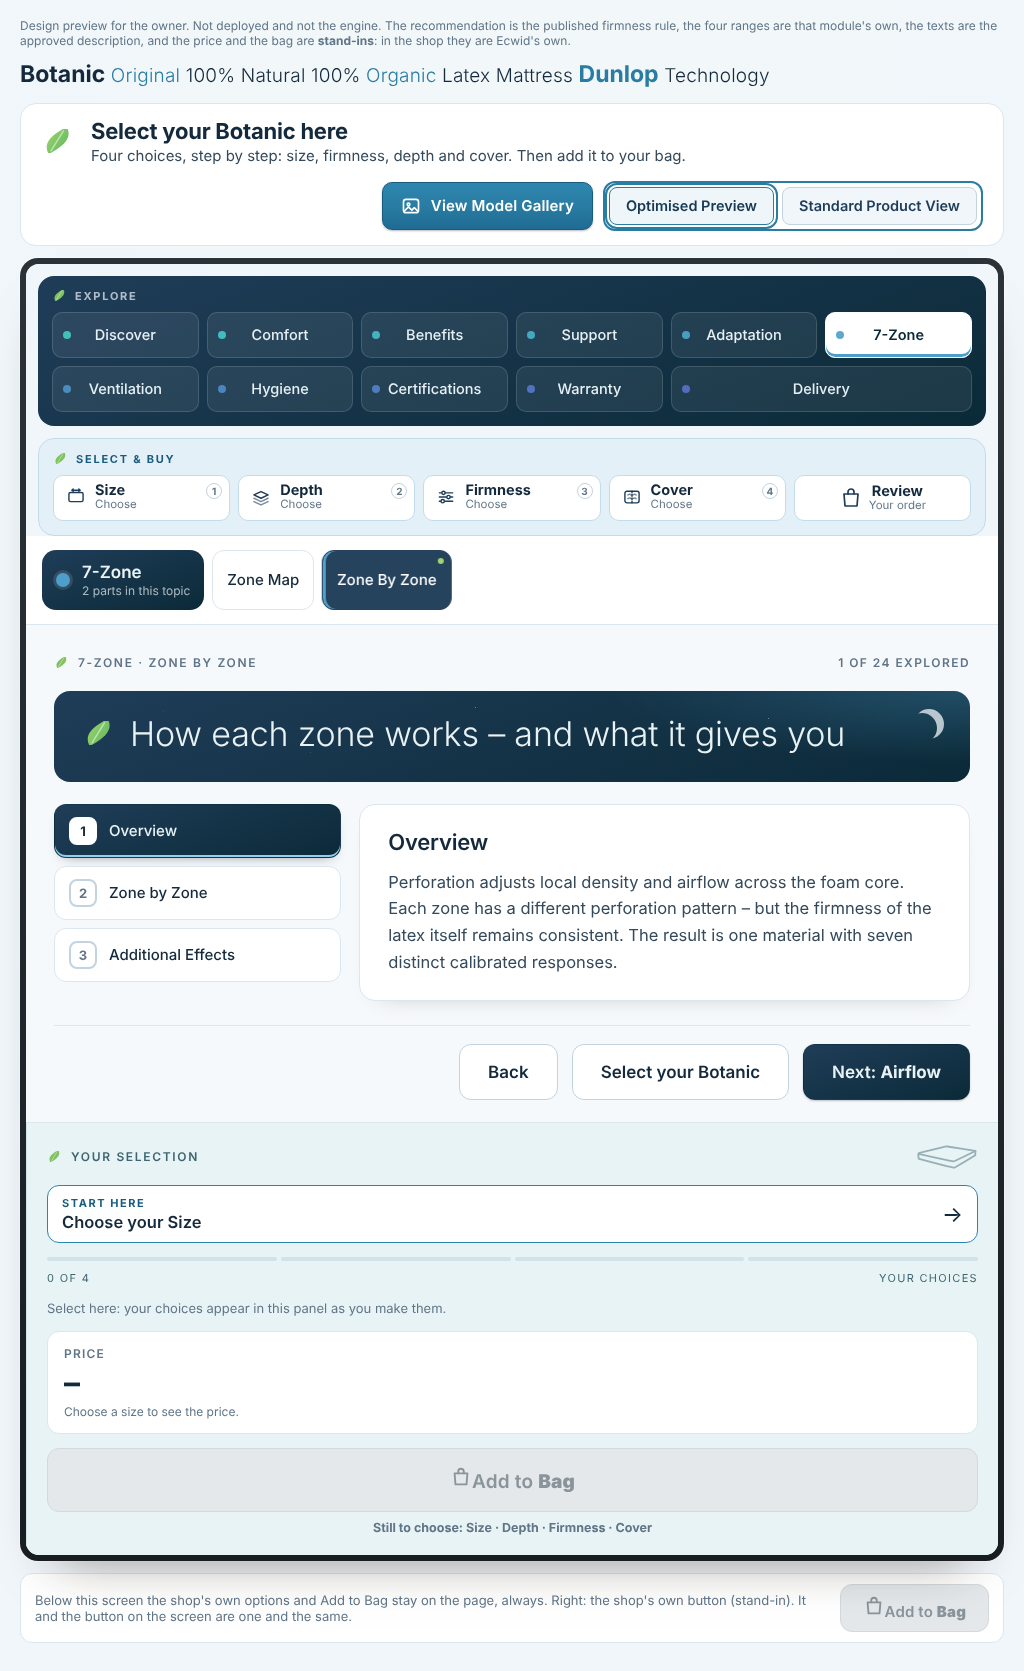 Design preview for the owner. Not deployed and not the engine. The recommendation is the published firmness rule, the four ranges are that module's own, the texts are the
approved description, and the price and the bag are stand-ins: in the shop they are Ecwid's own.
Botanic Original 100% Natural 100% Organic Latex Mattress Dunlop Technology
Select your Botanic here
Four choices, step by step: size, firmness, depth and cover. Then add it to your bag.
View Model Gallery
Optimised Preview
Standard Product View
EXPLORE
Discover
Comfort
Benefits
Support
Adaptation
7-Zone
Ventilation
Hygiene
Certifications
Warranty
Delivery
SELECT & BUY
Size
Choose
1
Depth
Choose
2
Firmness
Choose
3
Cover
Choose
4
Review
Your order
7-Zone
2 parts in this topic
Zone Map
Zone By Zone
7-ZONE · ZONE BY ZONE
1 OF 24 EXPLORED
How each zone works – and what it gives you
1 Overview
2 Zone by Zone
3 Additional Effects
Overview
Perforation adjusts local density and airflow across the foam core.
Each zone has a different perforation pattern – but the firmness of the
latex itself remains consistent. The result is one material with seven
distinct calibrated responses.
Back
Select your Botanic
Next: Airflow
YOUR SELECTION
START HERE
Choose your Size
0 OF 4
YOUR CHOICES
Select here: your choices appear in this panel as you make them.
PRICE
–
Choose a size to see the price.
Add to Bag
Still to choose: Size · Depth · Firmness · Cover
Below this screen the shop's own options and Add to Bag stay on the page, always. Right: the shop's own button (stand-in). It
and the button on the screen are one and the same.
Add to Bag